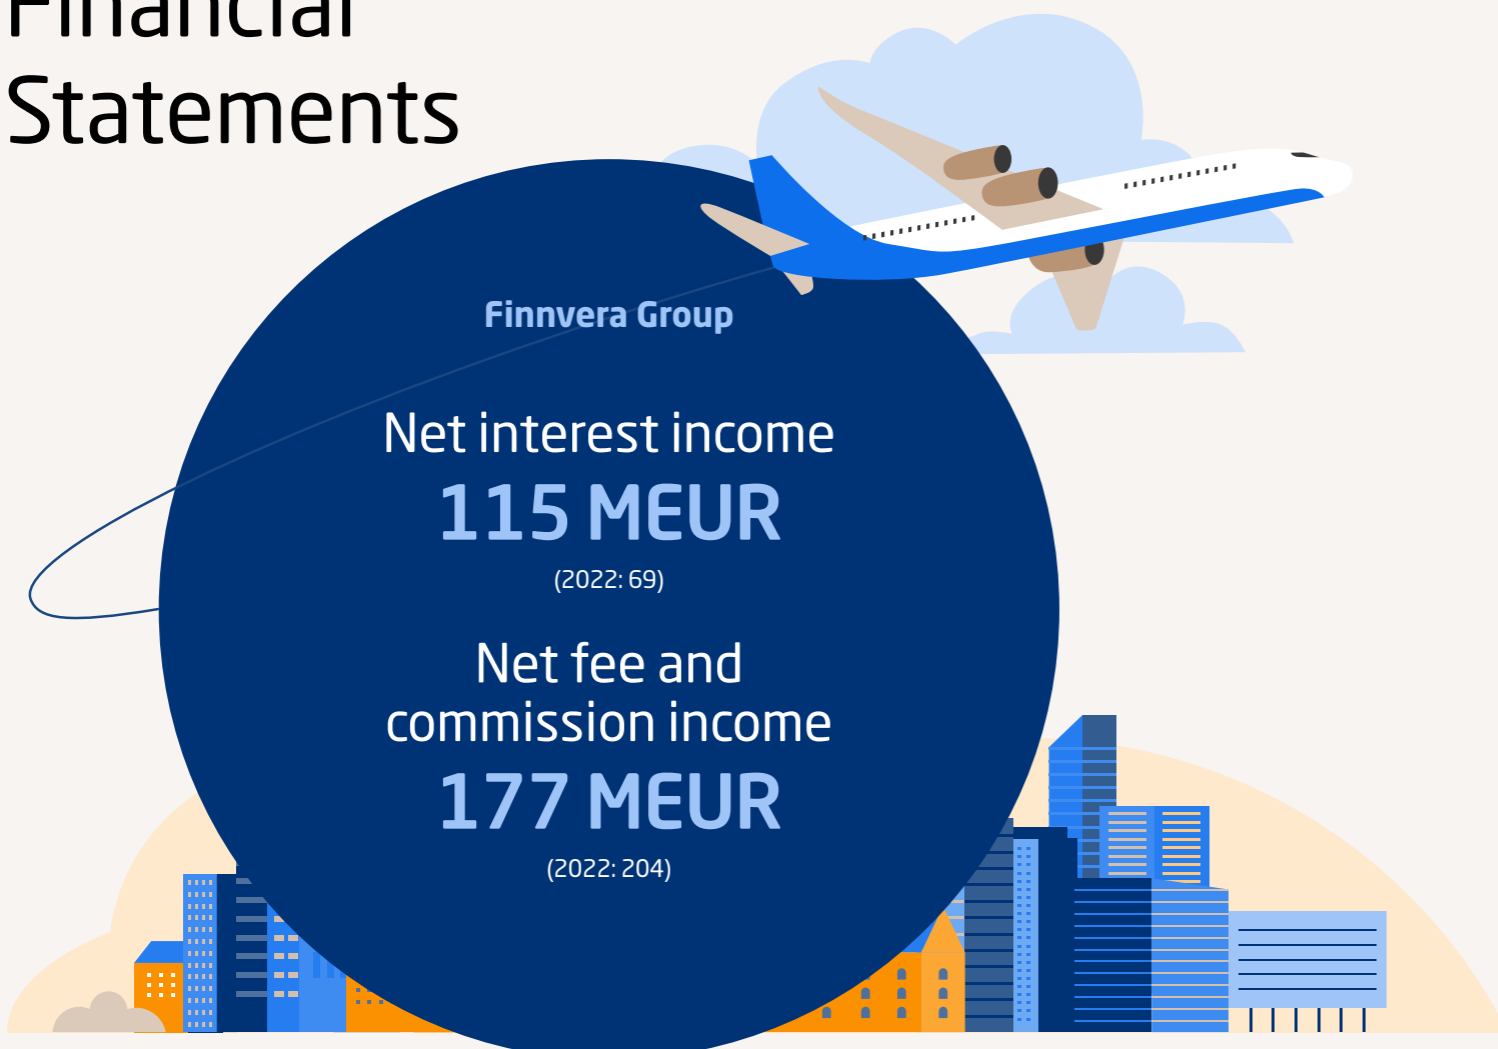 Financial
Statements
Finnvera Group
Net interest income
115 MEUR
(2022: 69)
Net fee and
commission income
177 MEUR
(2022: 204)